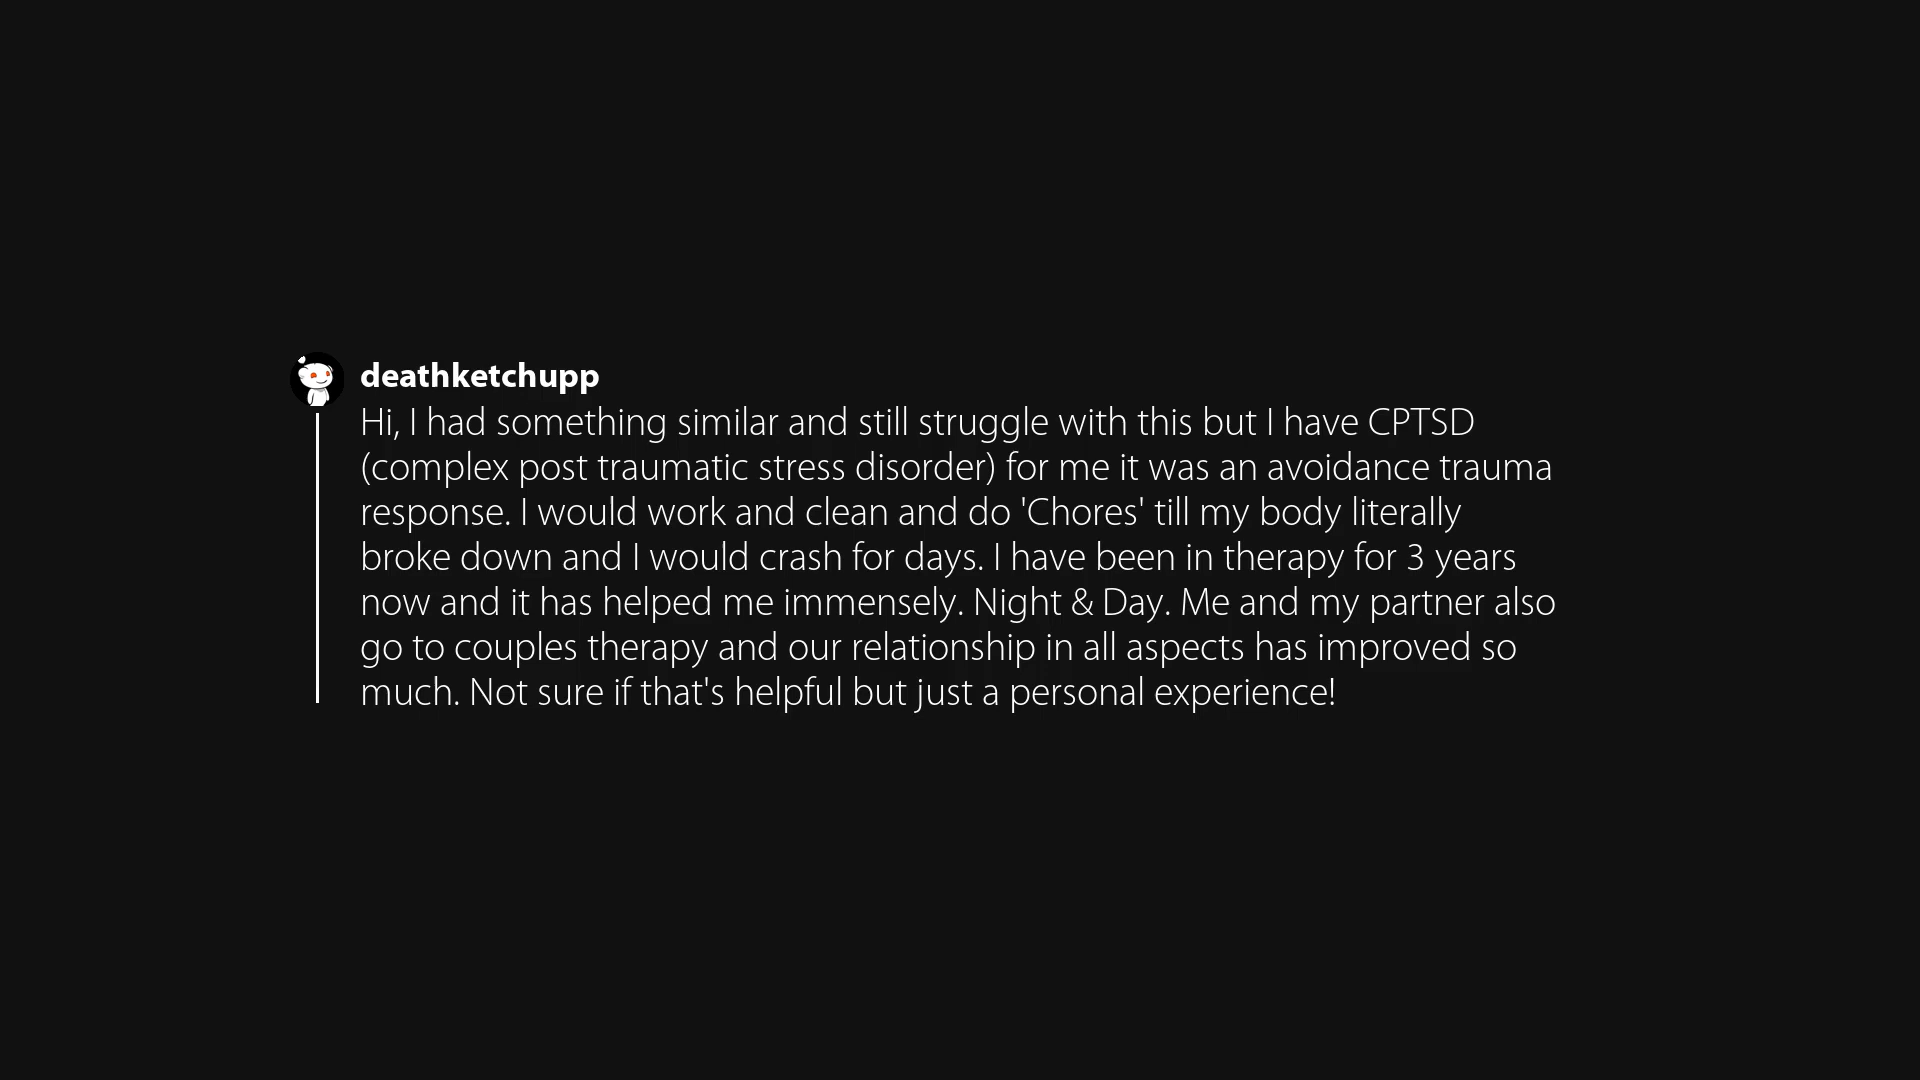 deathketchupp
Hi, I had something similar and still struggle with this but I have CPTSD
(complex post traumatic stress disorder) for me it was an avoidance trauma
response. I would work and clean and do 'Chores' till my body literally
broke down and I would crash for days. I have been in therapy for 3 years
now and it has helped me immensely. Night & Day. Me and my partner also
go to couples therapy and our relationship in all aspects has improved so
much. Not sure if that's helpful but just a personal experience!